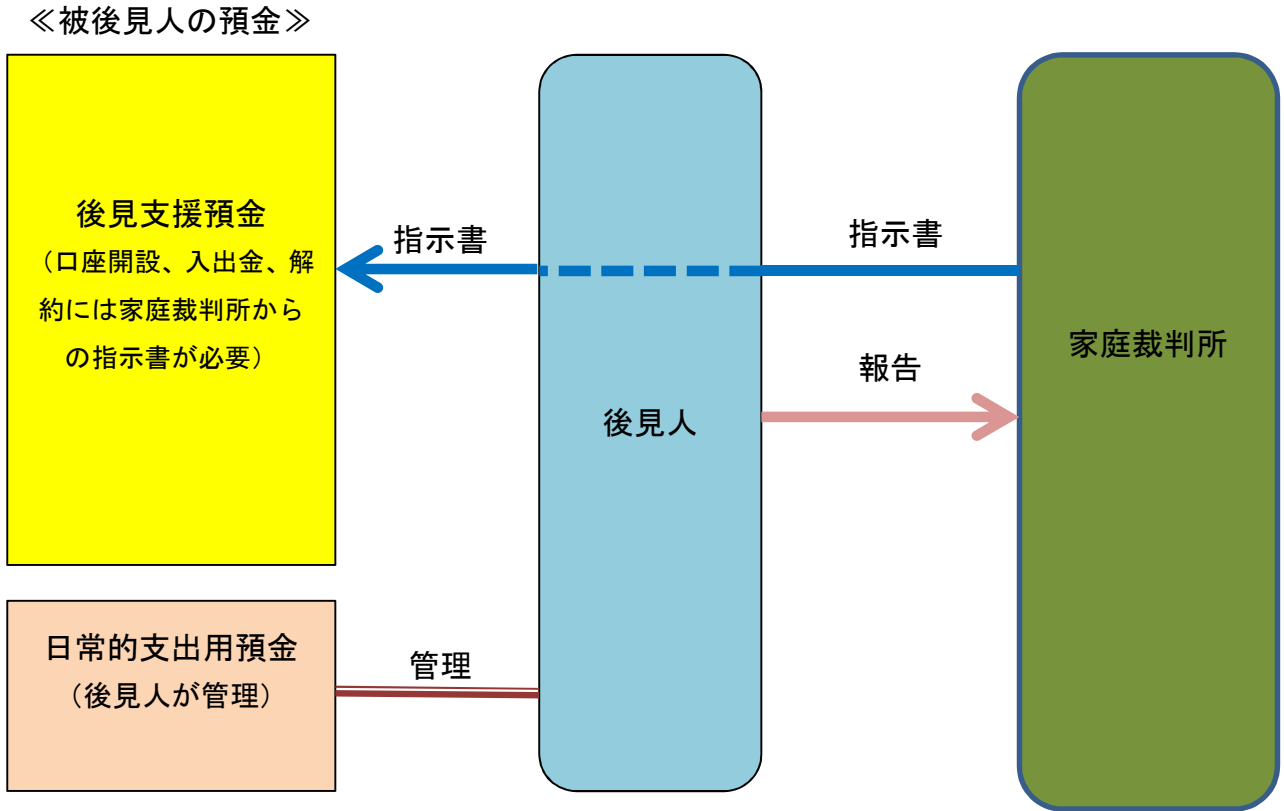 ≪被後見人の預金≫
後見支援預金
（口座開設、入出金、解
約には家庭裁判所から
の指示書が必要）
指示書
指示書
家庭裁判所
報告
後見人
日常的支出用預金
（後見人が管理）
管理